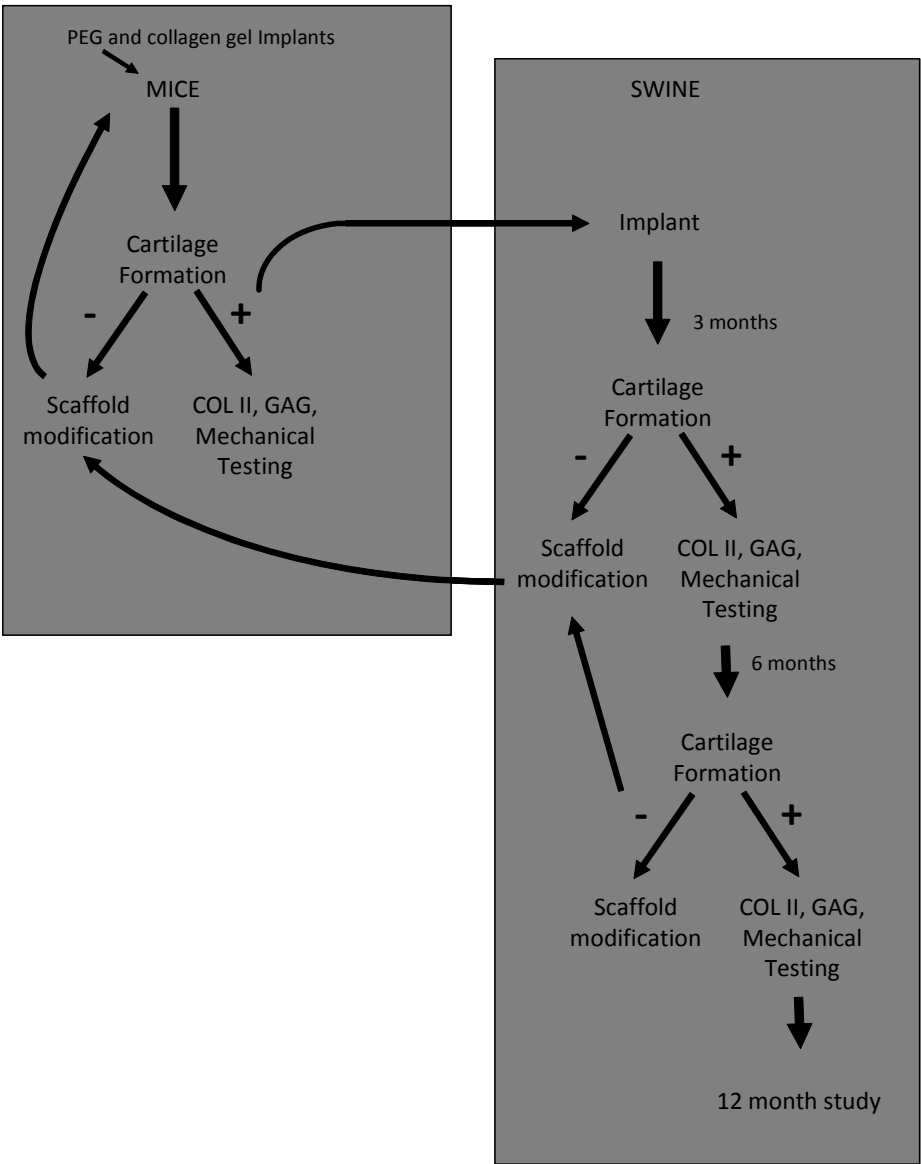 PEG and collagen gel Implants
MICE
Cartilage
Formation
-
+
Scaffold
modification
COL II, GAG,
Mechanical
Testing
SWINE
Implant
3 months
Cartilage
Formation
-
+
Scaffold
modification
COL II, GAG,
Mechanical
Testing
6 months
Cartilage
Formation
-
+
Scaffold
modification
COL II, GAG,
Mechanical
Testing
12 month study